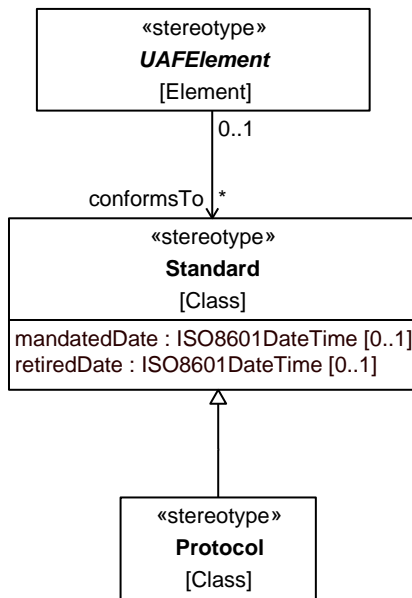 «stereotype»
UAFElement
[Element]
0..1
conformsTo *
«stereotype»
Standard
[Class]
mandatedDate : ISO8601DateTime [0..1]
retiredDate : ISO8601DateTime [0..1]
«stereotype»
Protocol
[Class]